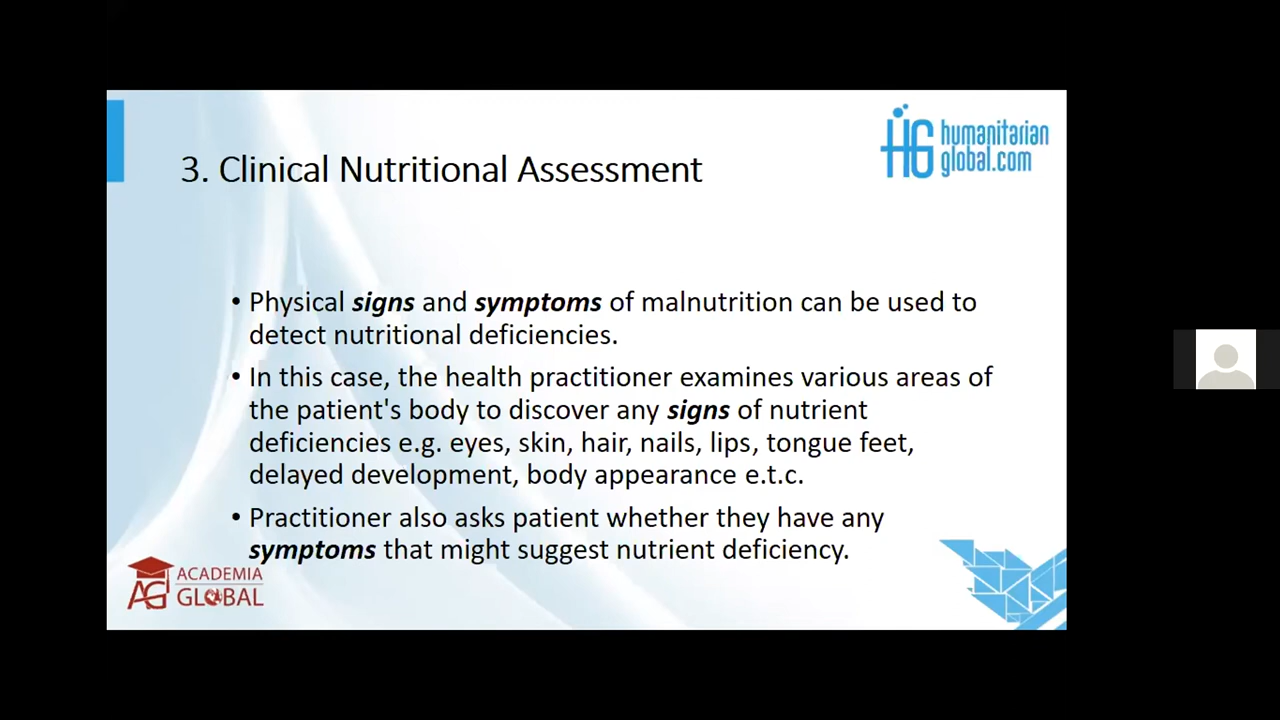 humanitarian
global.com
3. Clinical Nutritional Assessment
• Physical signs and symptoms of malnutrition can be used to
detect nutritional deficiencies.
• In this case, the health practitioner examines various areas of
the patient's body to discover any signs of nutrient
deficiencies e.g. eyes, skin, hair, nails, lips, tongue feet,
delayed development, body appearance e.t.c.
• Practitioner also asks patient whether they have any
symptoms that might suggest nutrient deficiency.
HG
AG
ACADEMIA
GLOBAL